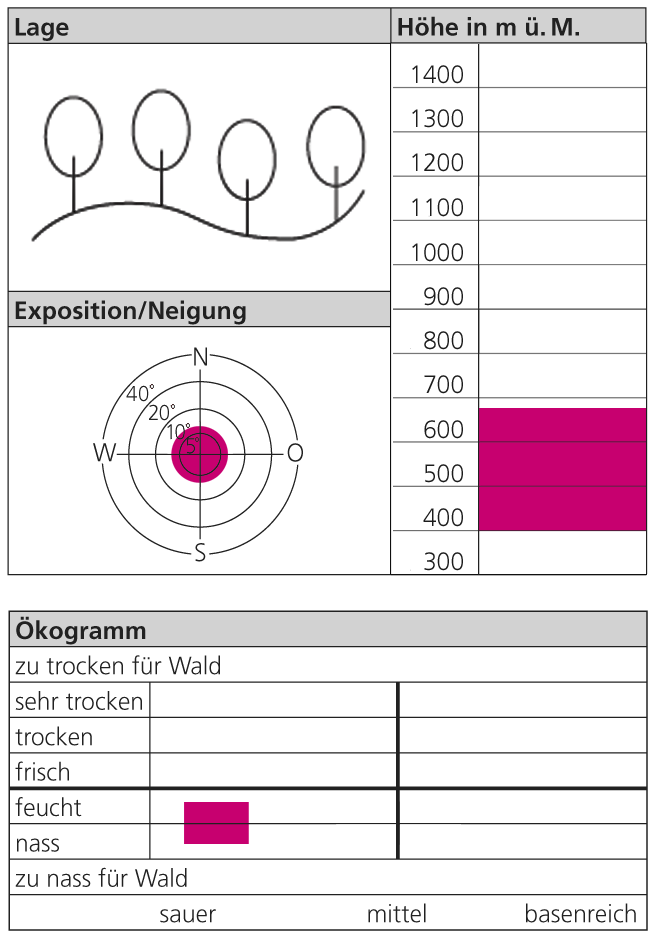 Lage
Höhe in m ü. M.
1400
1300
1200
1100
1000
900
800
700
600
500
400
300
Exposition/Neigung
N
40°
20°
10°
5°
W
O
S
Ökogramm
zu trocken für Wald
sehr trocken
trocken
frisch
feucht
nass
zu nass für Wald
sauer mittel basenreich